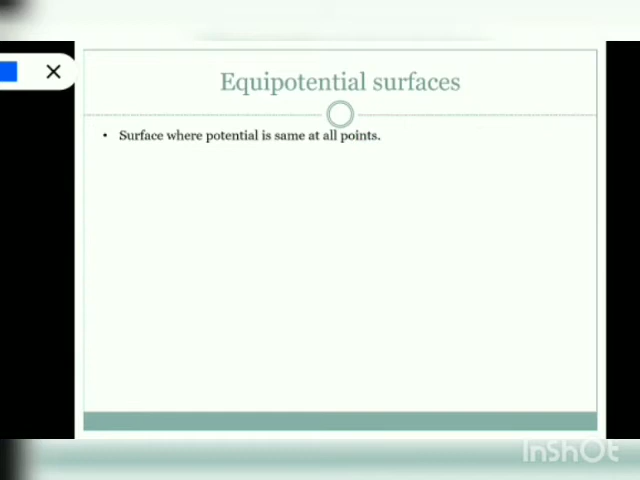 Equipotential surfaces
• Surface where potential is same at all points.
InShOt